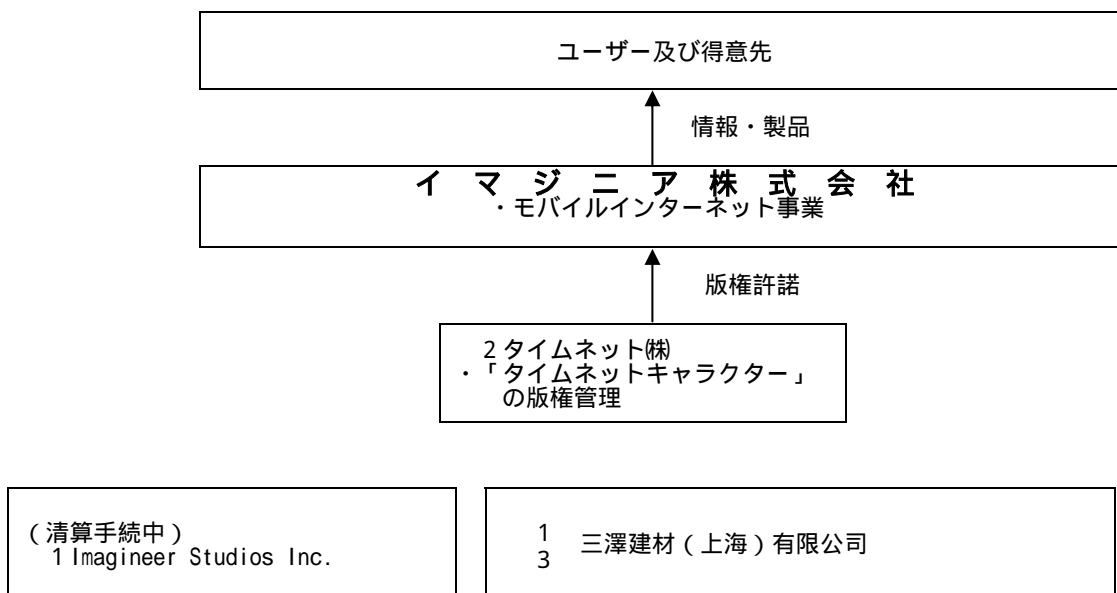 ユーザー及び得意先
情報・製品
イマジニア株式会社
・モバイルインターネット事業
版権許諾
2 タイムネット㈱
・「タイムネットキャラクター」
の版権管理
(清算手続中)
1 Imagineer Studios Inc.
1
3
三澤建材(上海)有限公司